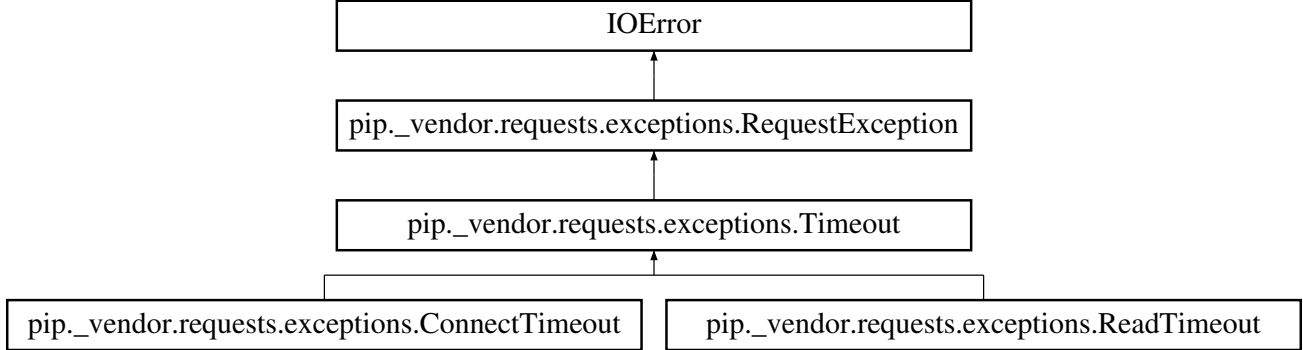 IOError
pip._vendor.requests.exceptions.RequestException
pip._vendor.requests.exceptions.Timeout
pip._vendor.requests.exceptions.ConnectTimeout
pip._vendor.requests.exceptions.ReadTimeout